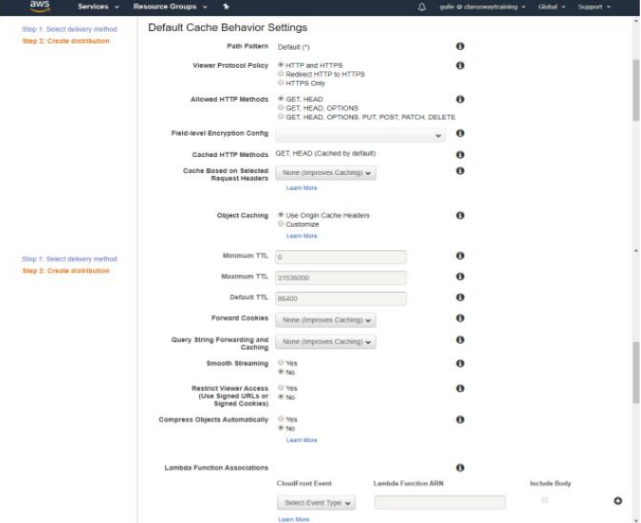 aws Services Resource Groups guile @ claruswaytraining Global Support
Step 1: Select delivery method
Step 2: Create distribution
Default Cache Behavior Settings
Path Pattern Default (*)
Viewer Protocol Policy HTTP and HTTPS
Redirect HTTP to HTTPS
HTTPS Only
Allowed HTTP Methods GET, HEAD
GET, HEAD, OPTIONS
GET, HEAD, OPTIONS, PUT, POST, PATCH, DELETE
Field-level Encryption Config
Cached HTTP Methods GET, HEAD (Cached by default)
Cache Based on Selected Request Headers None (Improves Caching)
Learn More
Object Caching Use Origin Cache Headers
Customize
Learn More
Step 1: Select delivery method
Step 2: Create distribution
Minimum TTL 0
Maximum TTL 31536000
Default TTL 86400
Forward Cookies None (Improves Caching)
Query String Forwarding and Caching None (Improves Caching)
Smooth Streaming Yes
No
Restrict Viewer Access (Use Signed URLs or Signed Cookies) Yes
No
Compress Objects Automatically Yes
No
Learn More
Lambda Function Associations
CloudFront Event Lambda Function ARN Include Body
Select Event Type
Learn More